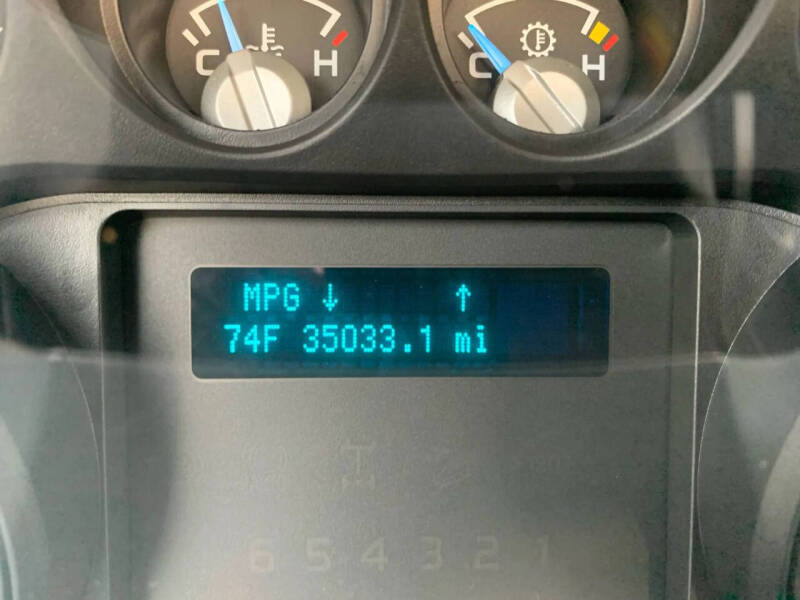 C H C H
MPG ↓ ↑
74F 35033.1 mi
6 5 4 3 2 1